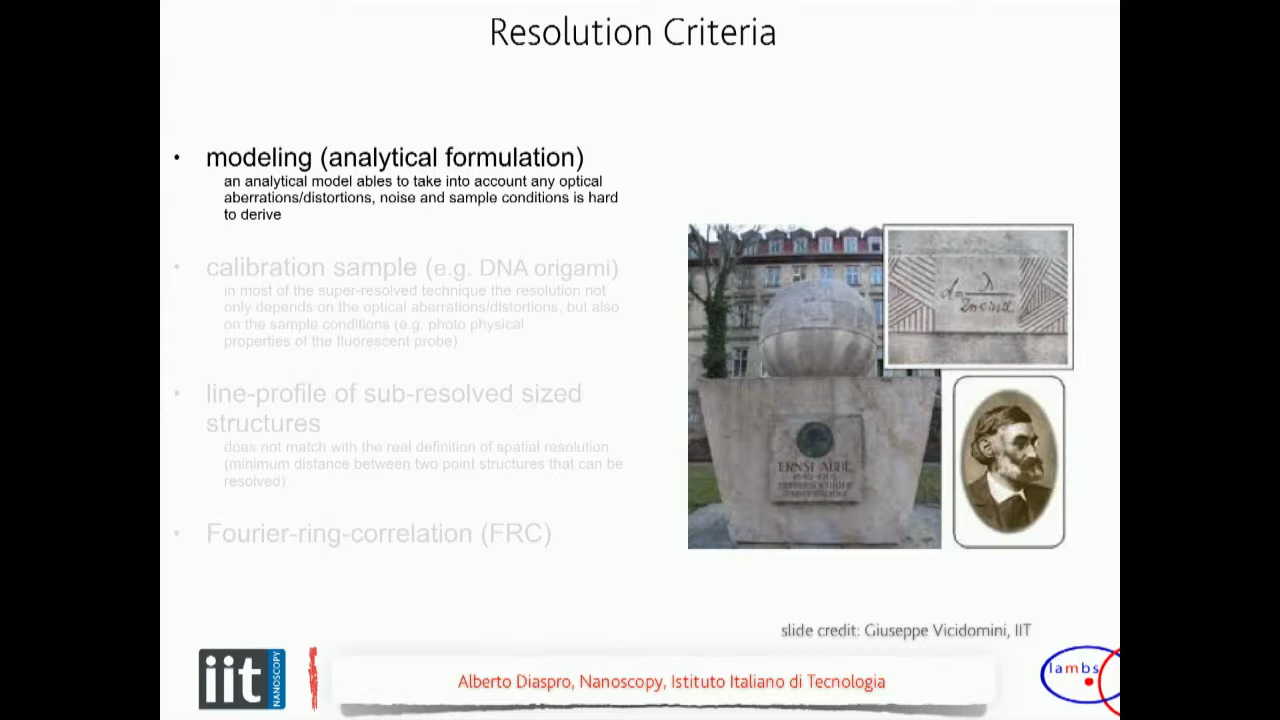 Resolution Criteria
• modeling (analytical formulation)
an analytical model ables to take into account any optical
aberrations/distortions, noise and sample conditions is hard
to derive
• calibration sample (e.g. DNA origami)
in most of the super-resolved technique the resolution not
only depends on the optical aberrations/distortions, but also
on the sample conditions (e.g. photo physical
properties of the fluorescent probe)
• line-profile of sub-resolved sized
structures
does not match with the real definition of spatial resolution
(minimum distance between two point structures that can be
resolved)
• Fourier-ring-correlation (FRC)
d=λ
2n sinα
ERNST ABBE
slide credit: Giuseppe Vicidomini, IIT
iit
NANOSCOPY
Alberto Diaspro, Nanoscopy, Istituto Italiano di Tecnologia
lambs